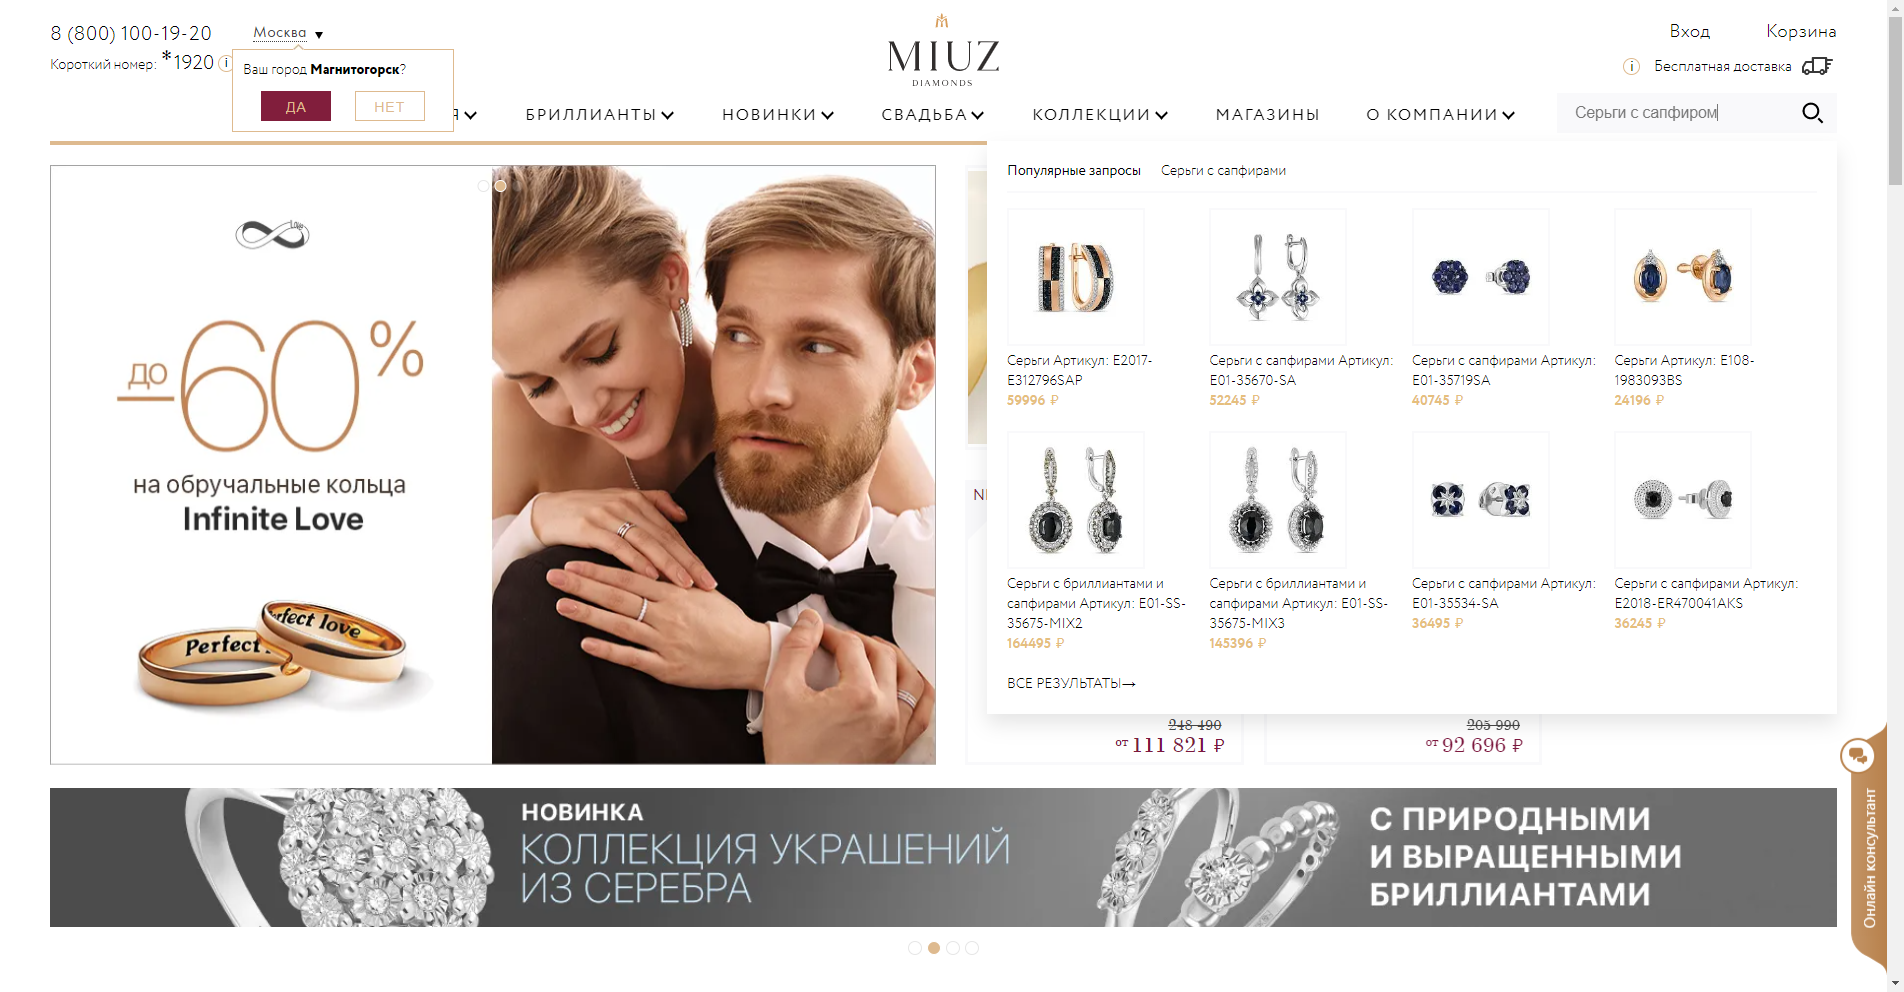 8 (800) 100-19-20
Москва ▼
Короткий номер: *1920 i
Ваш город Магнитогорск?
ДА
НЕТ
MIUZ
DIAMONDS
Вход
Корзина
i Бесплатная доставка
Я
БРИЛЛИАНТЫ
НОВИНКИ
СВАДЬБА
КОЛЛЕКЦИИ
МАГАЗИНЫ
О КОМПАНИИ
Серьги с сапфиром
Популярные запросы
Серьги с сапфирами
Серьги Артикул: E2017-
E312796SAP
59996 ₽
Серьги с сапфирами Артикул:
E01-35670-SA
52245 ₽
Серьги с сапфирами Артикул:
E01-35719SA
40745 ₽
Серьги Артикул: E108-
1983093BS
24196 ₽
Серьги с бриллиантами и
сапфирами Артикул: E01-SS-
35675-MIX2
164495 ₽
Серьги с бриллиантами и
сапфирами Артикул: E01-SS-
35675-MIX3
145396 ₽
Серьги с сапфирами Артикул:
E01-35534-SA
36495 ₽
Серьги с сапфирами Артикул:
E2018-ER470041AKS
36245 ₽
ВСЕ РЕЗУЛЬТАТЫ→
Love
ДО
-60%
на обручальные кольца
Infinite Love
Perfect
Perfect love
248 490
от 111 821 ₽
205 990
от 92 696 ₽
НОВИНКА
КОЛЛЕКЦИЯ УКРАШЕНИЙ
ИЗ СЕРЕБРА
С ПРИРОДНЫМИ
И ВЫРАЩЕННЫМИ
БРИЛЛИАНТАМИ
Онлайн консультант